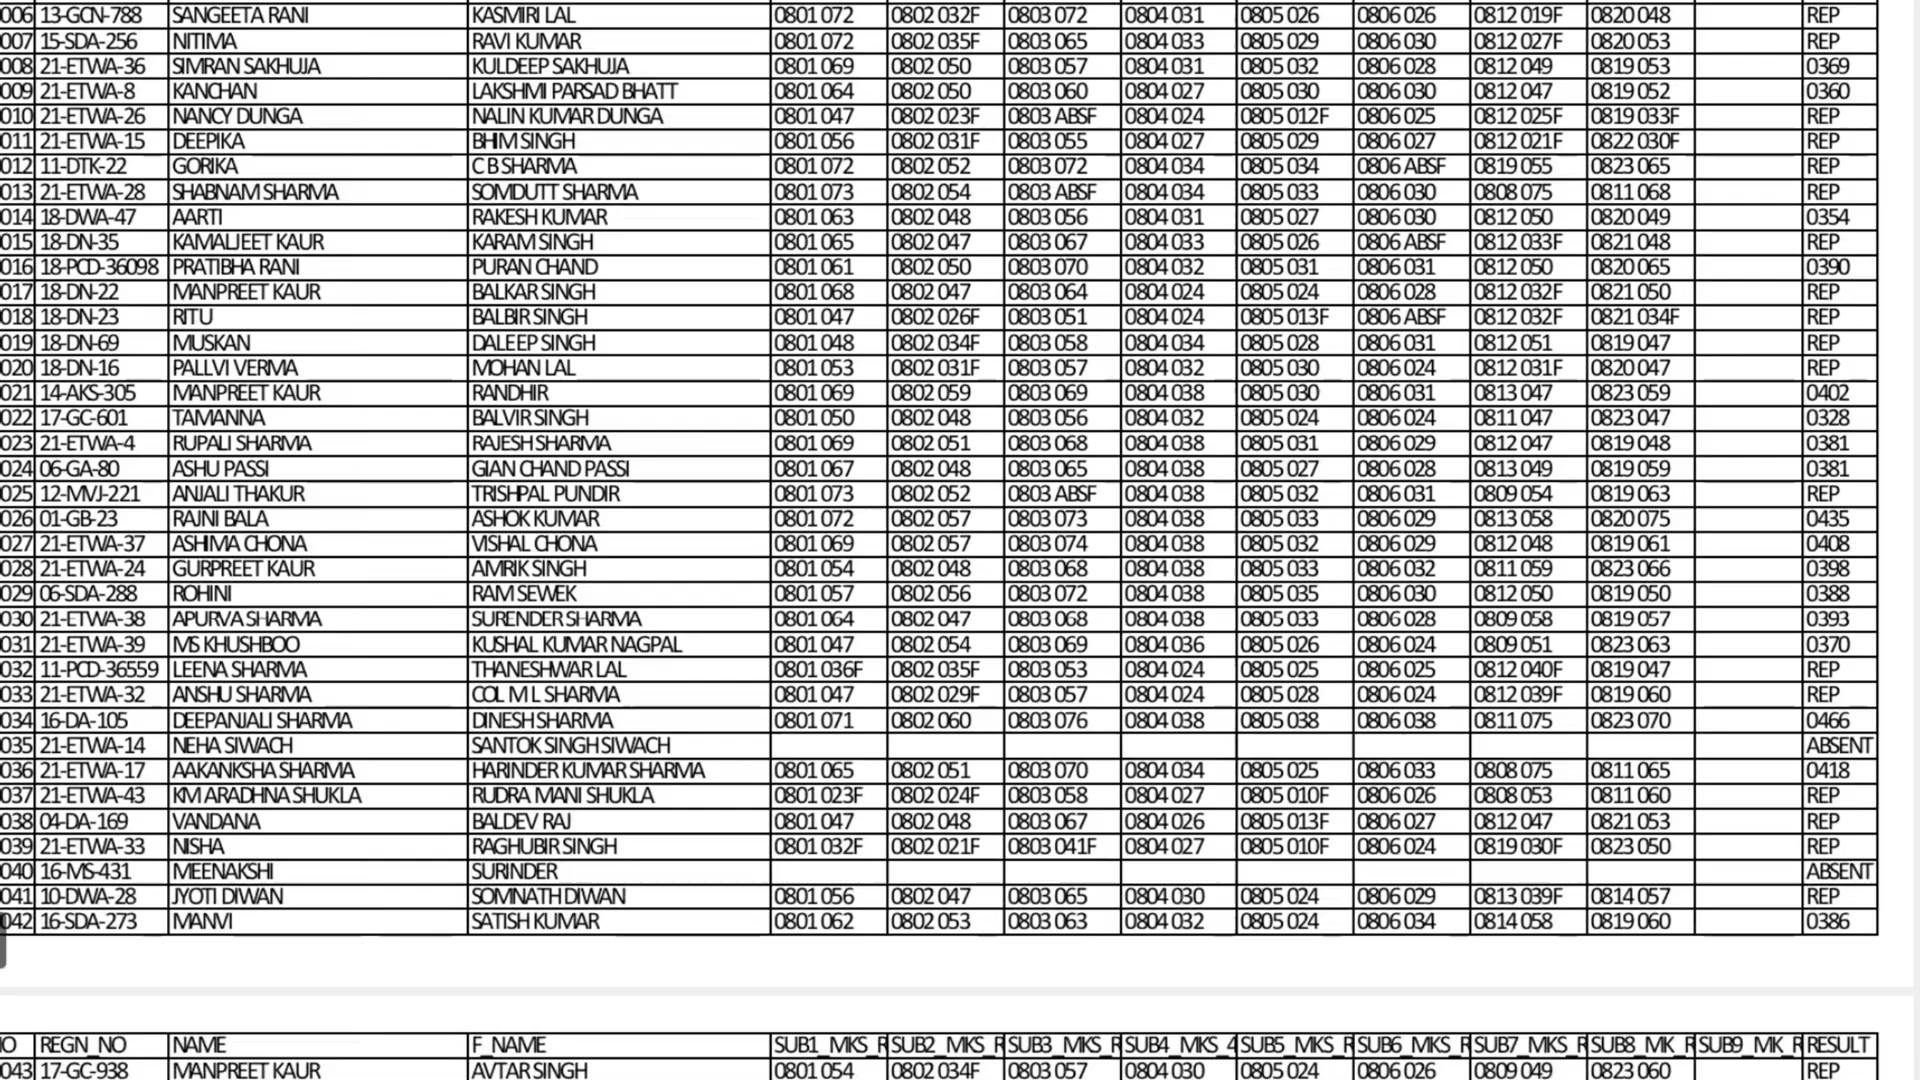 006 13-GCN-788 SANGEETA RANI KASMIRI LAL 0801 072 0802 032F 0803 072 0804 031 0805 026 0806 026 0812 019F 0820 048 REP
007 15-SDA-256 NITIMA RAVI KUMAR 0801 072 0802 035F 0803 065 0804 033 0805 029 0806 030 0812 027F 0820 053 REP
008 21-ETWA-36 SIMRAN SAKHUJA KULDEEP SAKHUJA 0801 069 0802 050 0803 057 0804 031 0805 032 0806 028 0812 049 0819 053 0369
009 21-ETWA-8 KANCHAN LAKSHMI PARSAD BHATT 0801 064 0802 050 0803 060 0804 027 0805 030 0806 030 0812 047 0819 052 0360
010 21-ETWA-26 NANCY DUNGA NALIN KUMAR DUNGA 0801 047 0802 023F 0803 ABSF 0804 024 0805 012F 0806 025 0812 025F 0819 033F REP
011 21-ETWA-15 DEEPIKA BHIM SINGH 0801 056 0802 031F 0803 055 0804 027 0805 029 0806 027 0812 021F 0822 030F REP
012 11-DTK-22 GORIKA C B SHARMA 0801 072 0802 052 0803 072 0804 034 0805 034 0806 ABSF 0819 055 0823 065 REP
013 21-ETWA-28 SHABNAM SHARMA SOMDUTT SHARMA 0801 073 0802 054 0803 ABSF 0804 034 0805 033 0806 030 0808 075 0811 068 REP
014 18-DWA-47 AARTI RAKESH KUMAR 0801 063 0802 048 0803 056 0804 031 0805 027 0806 030 0812 050 0820 049 0354
015 18-DN-35 KAMALJEET KAUR KARAM SINGH 0801 065 0802 047 0803 067 0804 033 0805 026 0806 ABSF 0812 033F 0821 048 REP
016 18-PCD-36098 PRATIBHA RANI PURAN CHAND 0801 061 0802 050 0803 070 0804 032 0805 031 0806 031 0812 050 0820 065 0390
017 18-DN-22 MANPREET KAUR BALKAR SINGH 0801 068 0802 047 0803 064 0804 024 0805 024 0806 028 0812 032F 0821 050 REP
018 18-DN-23 RITU BALBIR SINGH 0801 047 0802 026F 0803 051 0804 024 0805 013F 0806 ABSF 0812 032F 0821 034F REP
019 18-DN-69 MUSKAN DALEEP SINGH 0801 048 0802 034F 0803 058 0804 034 0805 028 0806 031 0812 051 0819 047 REP
020 18-DN-16 PALLVI VERMA MOHAN LAL 0801 053 0802 031F 0803 057 0804 032 0805 030 0806 024 0812 031F 0820 047 REP
021 14-AKS-305 MANPREET KAUR RANDHIR 0801 069 0802 059 0803 069 0804 038 0805 030 0806 031 0813 047 0823 059 0402
022 17-GC-601 TAMANNA BALVIR SINGH 0801 050 0802 048 0803 056 0804 032 0805 024 0806 024 0811 047 0823 047 0328
023 21-ETWA-4 RUPALI SHARMA RAJESH SHARMA 0801 069 0802 051 0803 068 0804 038 0805 031 0806 029 0812 047 0819 048 0381
024 06-GA-80 ASHU PASSI GIAN CHAND PASSI 0801 067 0802 048 0803 065 0804 038 0805 027 0806 028 0813 049 0819 059 0381
025 12-MVJ-221 ANJALI THAKUR TRISHPAL PUNDIR 0801 073 0802 052 0803 ABSF 0804 038 0805 032 0806 031 0809 054 0819 063 REP
026 01-GB-23 RAJNI BALA ASHOK KUMAR 0801 072 0802 057 0803 073 0804 038 0805 033 0806 029 0813 058 0820 075 0435
027 21-ETWA-37 ASHIMA CHONA VISHAL CHONA 0801 069 0802 057 0803 074 0804 038 0805 032 0806 029 0812 048 0819 061 0408
028 21-ETWA-24 GURPREET KAUR AMRIK SINGH 0801 054 0802 048 0803 068 0804 038 0805 033 0806 032 0811 059 0823 066 0398
029 06-SDA-288 ROHINI RAM SEWEK 0801 057 0802 056 0803 072 0804 038 0805 035 0806 030 0812 050 0819 050 0388
030 21-ETWA-38 APURVA SHARMA SURENDER SHARMA 0801 064 0802 047 0803 068 0804 038 0805 033 0806 028 0809 058 0819 057 0393
031 21-ETWA-39 MS KHUSHBOO KUSHAL KUMAR NAGPAL 0801 047 0802 054 0803 069 0804 036 0805 026 0806 024 0809 051 0823 063 0370
032 11-PCD-36559 LEENA SHARMA THANESHWAR LAL 0801 036F 0802 035F 0803 053 0804 024 0805 025 0806 025 0812 040F 0819 047 REP
033 21-ETWA-32 ANSHU SHARMA COL M L SHARMA 0801 047 0802 029F 0803 057 0804 024 0805 028 0806 024 0812 039F 0819 060 REP
034 16-DA-105 DEEPANJALI SHARMA DINESH SHARMA 0801 071 0802 060 0803 076 0804 038 0805 038 0806 038 0811 075 0823 070 0466
035 21-ETWA-14 NEHA SIWACH SANTOK SINGH SIWACH ABSENT
036 21-ETWA-17 AAKANKSHA SHARMA HARINDER KUMAR SHARMA 0801 065 0802 051 0803 070 0804 034 0805 025 0806 033 0808 075 0811 065 0418
037 21-ETWA-43 KM ARADHNA SHUKLA RUDRA MANI SHUKLA 0801 023F 0802 024F 0803 058 0804 027 0805 010F 0806 026 0808 053 0811 060 REP
038 04-DA-169 VANDANA BALDEV RAJ 0801 047 0802 048 0803 067 0804 026 0805 013F 0806 027 0812 047 0821 053 REP
039 21-ETWA-33 NISHA RAGHUBIR SINGH 0801 032F 0802 021F 0803 041F 0804 027 0805 010F 0806 024 0819 030F 0823 050 REP
040 16-MS-431 MEENAKSHI SURINDER ABSENT
041 10-DWA-28 JYOTI DIWAN SOMNATH DIWAN 0801 056 0802 047 0803 065 0804 030 0805 024 0806 029 0813 039F 0814 057 REP
042 16-SDA-273 MANVI SATISH KUMAR 0801 062 0802 053 0803 063 0804 032 0805 024 0806 034 0814 058 0819 060 0386
O REGN_NO NAME F_NAME SUB1_MKS_R SUB2_MKS_R SUB3_MKS_R SUB4_MKS_4 SUB5_MKS_R SUB6_MKS_R SUB7_MKS_R SUB8_MK_R SUB9_MK_R RESULT
043 17-GC-938 MANPREET KAUR AVTAR SINGH 0801 054 0802 034F 0803 057 0804 030 0805 024 0806 026 0809 049 0823 060 REP